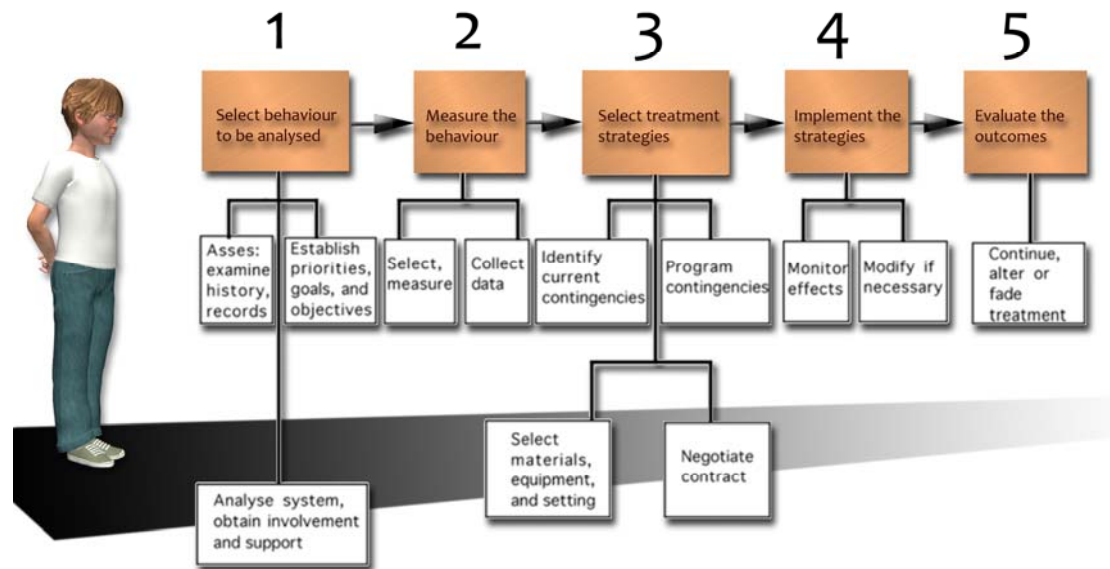 1
2
3
4
5
Select behaviour
to be analysed
Measure the
behaviour
Select treatment
strategies
Implement the
strategies
Evaluate the
outcomes
Asses:
examine
history,
records
Establish
priorities,
goals, and
objectives
Select,
measure
Collect
data
Identify
current
contingencies
Program
contingencies
Monitor
effects
Modify if
necessary
Continue,
alter or
fade
treatment
Analyse system,
obtain involvement
and support
Select
materials,
equipment,
and setting
Negotiate
contract